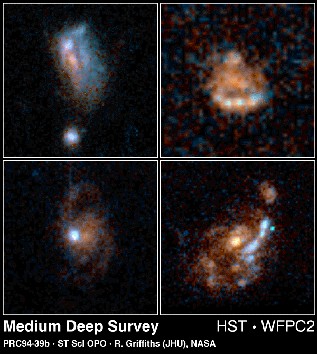 Medium Deep Survey HST • WFPC2
PRC94-39b • ST ScI OPO • R. Griffiths (JHU), NASA